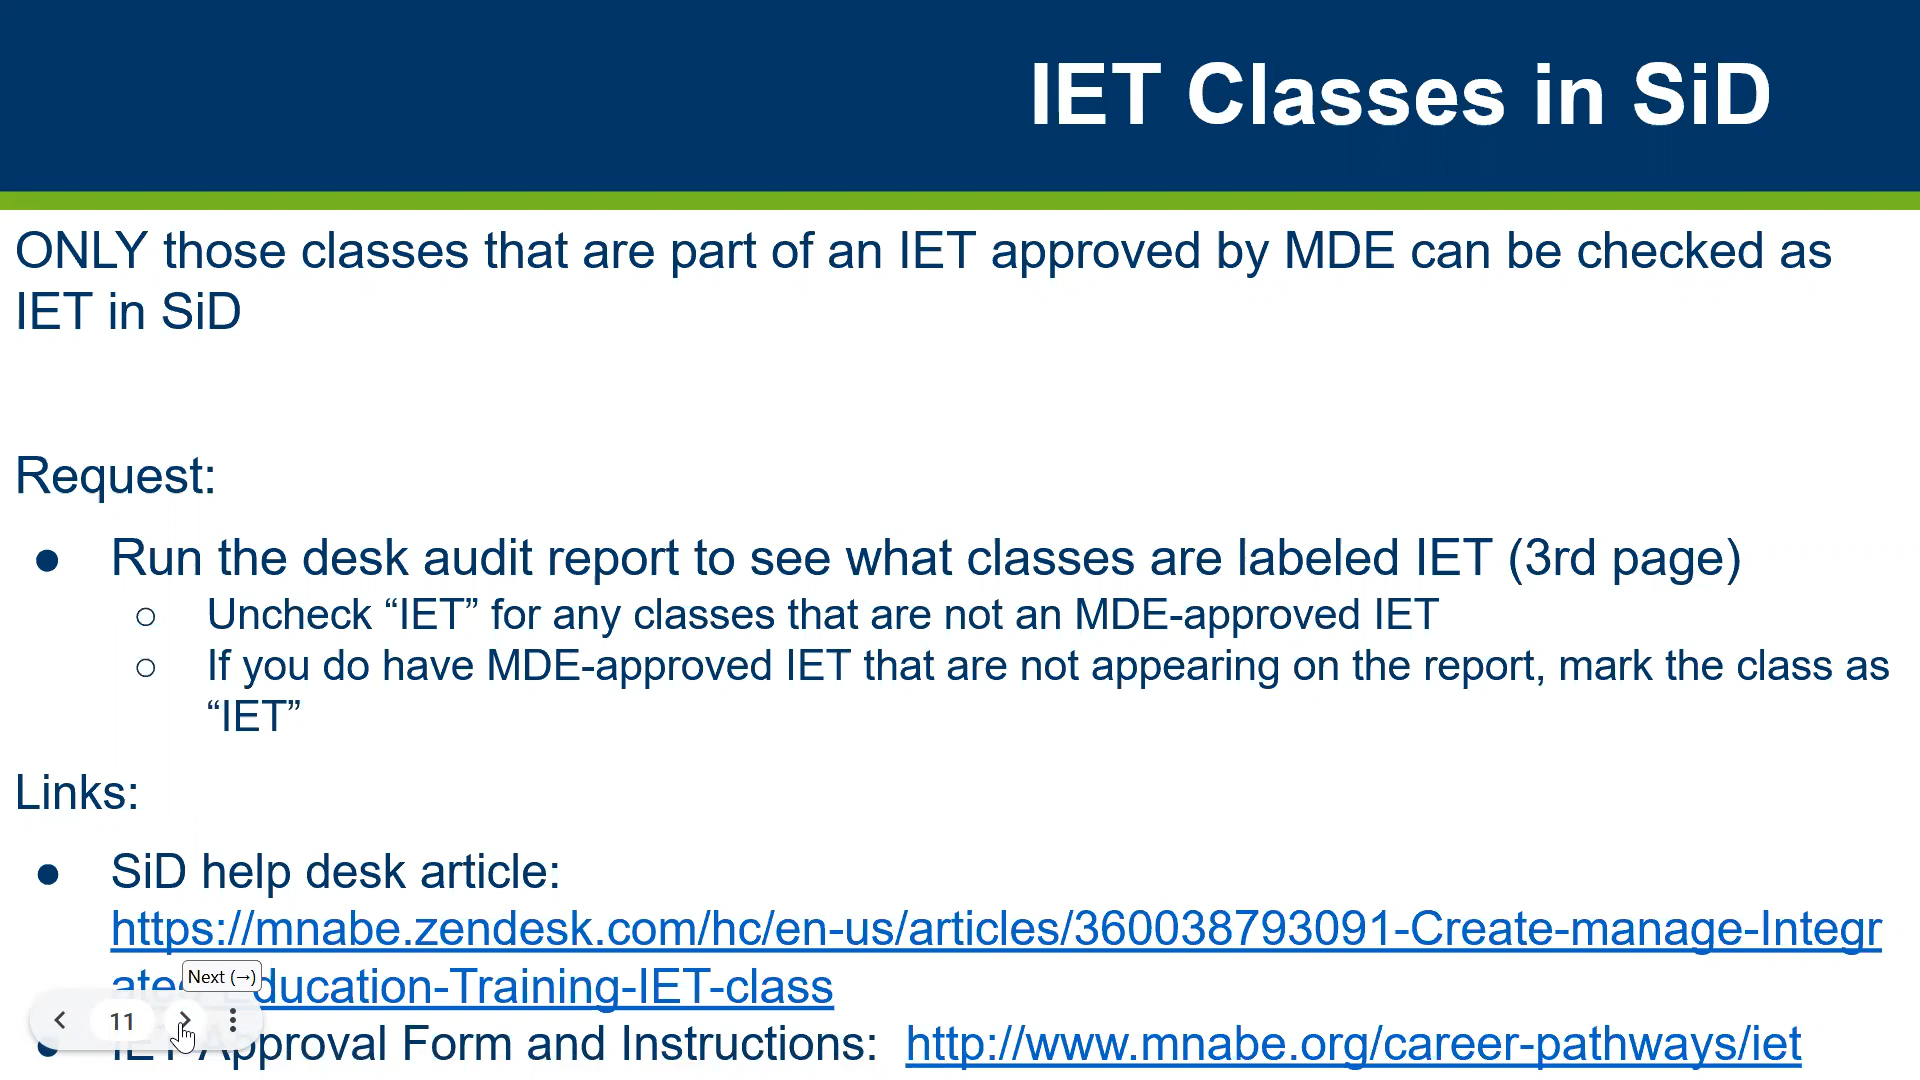 IET Classes in SiD
ONLY those classes that are part of an IET approved by MDE can be checked as
IET in SiD
Request:
● Run the desk audit report to see what classes are labeled IET (3rd page)
○ Uncheck “IET” for any classes that are not an MDE-approved IET
○ If you do have MDE-approved IET that are not appearing on the report, mark the class as
“IET”
Links:
● SiD help desk article:
https://mnabe.zendesk.com/hc/en-us/articles/360038793091-Create-manage-Integr
ated-Education-Training-IET-class
Next (→)
11
● IET Approval Form and Instructions: http://www.mnabe.org/career-pathways/iet